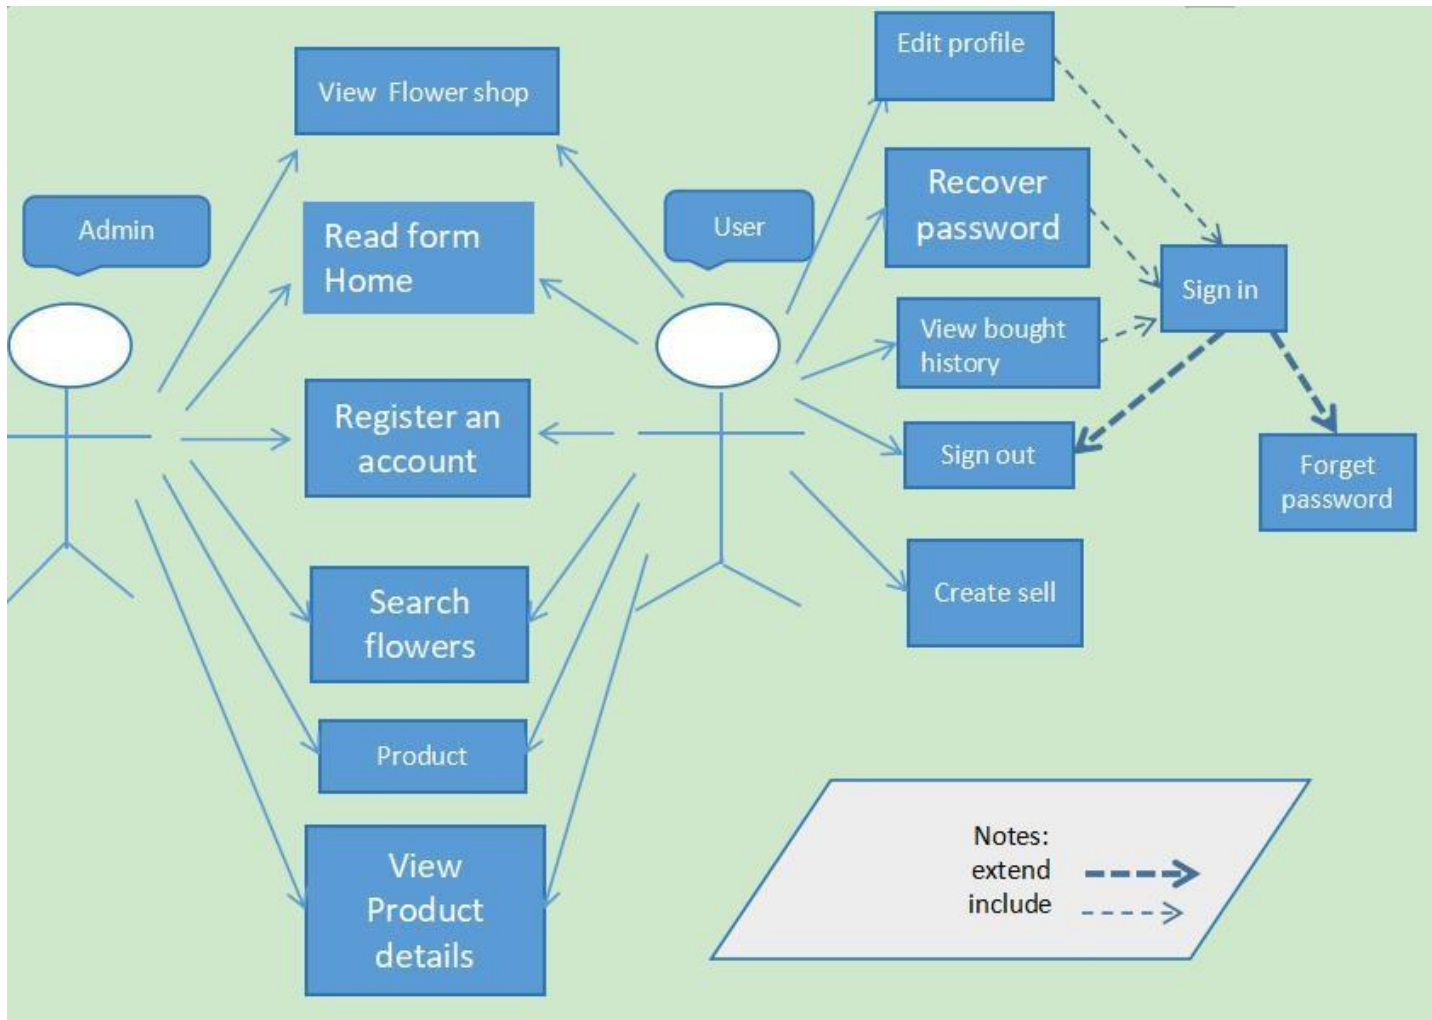 Edit profile
View Flower shop
Recover
password
Admin
User
Read form
Home
Sign in
View bought
history
Register an
account
Sign out
Forget
password
Search
flowers
Create sell
Product
View
Product
details
Notes:
extend
include